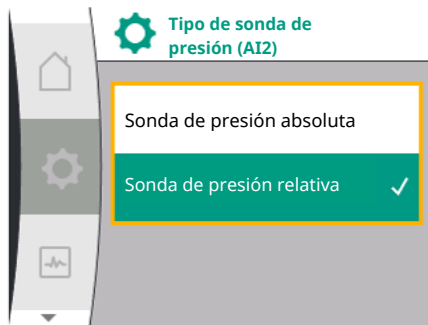 Tipo de sonda de
presión (AI2)
Sonda de presión absoluta
Sonda de presión relativa